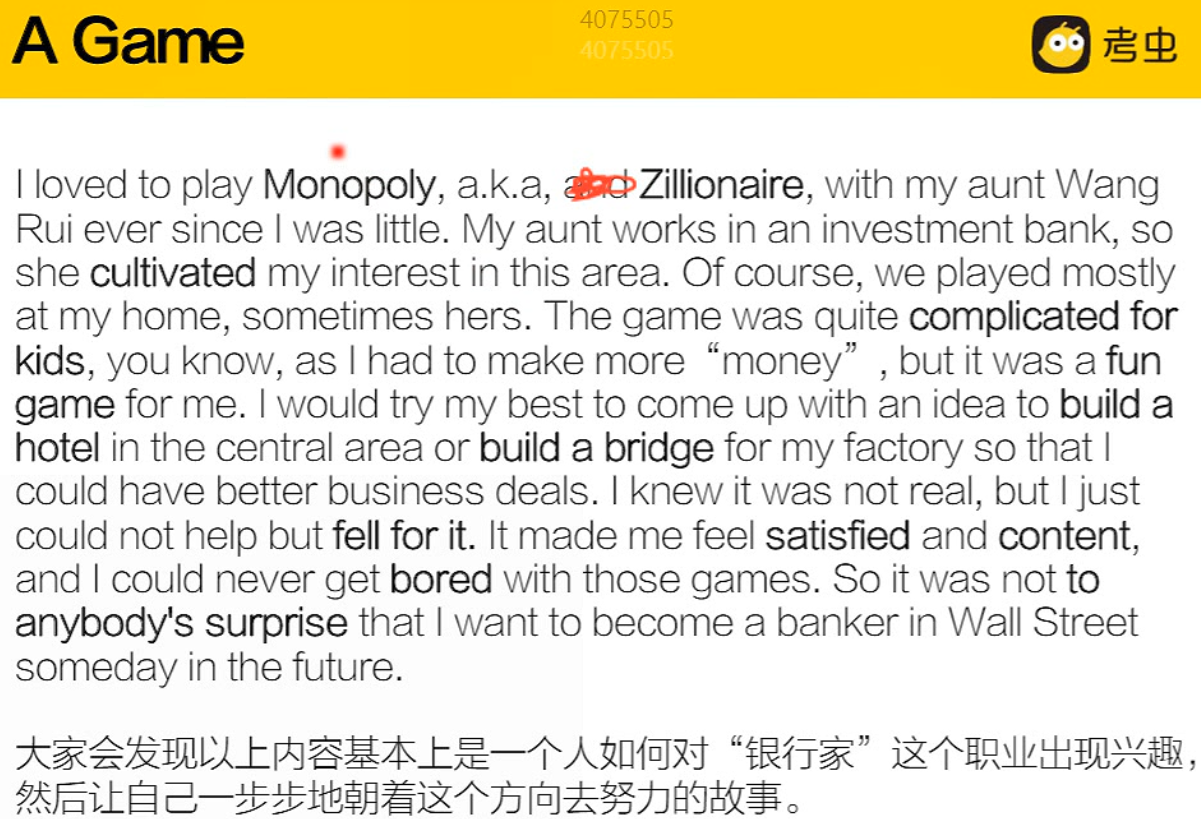 A Game
4075505
4075505
考虫
I loved to play Monopoly, a.k.a, and Zillionaire, with my aunt Wang
Rui ever since I was little. My aunt works in an investment bank, so
she cultivated my interest in this area. Of course, we played mostly
at my home, sometimes hers. The game was quite complicated for
kids, you know, as I had to make more “money”, but it was a fun
game for me. I would try my best to come up with an idea to build a
hotel in the central area or build a bridge for my factory so that I
could have better business deals. I knew it was not real, but I just
could not help but fell for it. It made me feel satisfied and content,
and I could never get bored with those games. So it was not to
anybody's surprise that I want to become a banker in Wall Street
someday in the future.
大家会发现以上内容基本上是一个人如何对“银行家”这个职业出现兴趣，
然后让自己一步步地朝着这个方向去努力的故事。